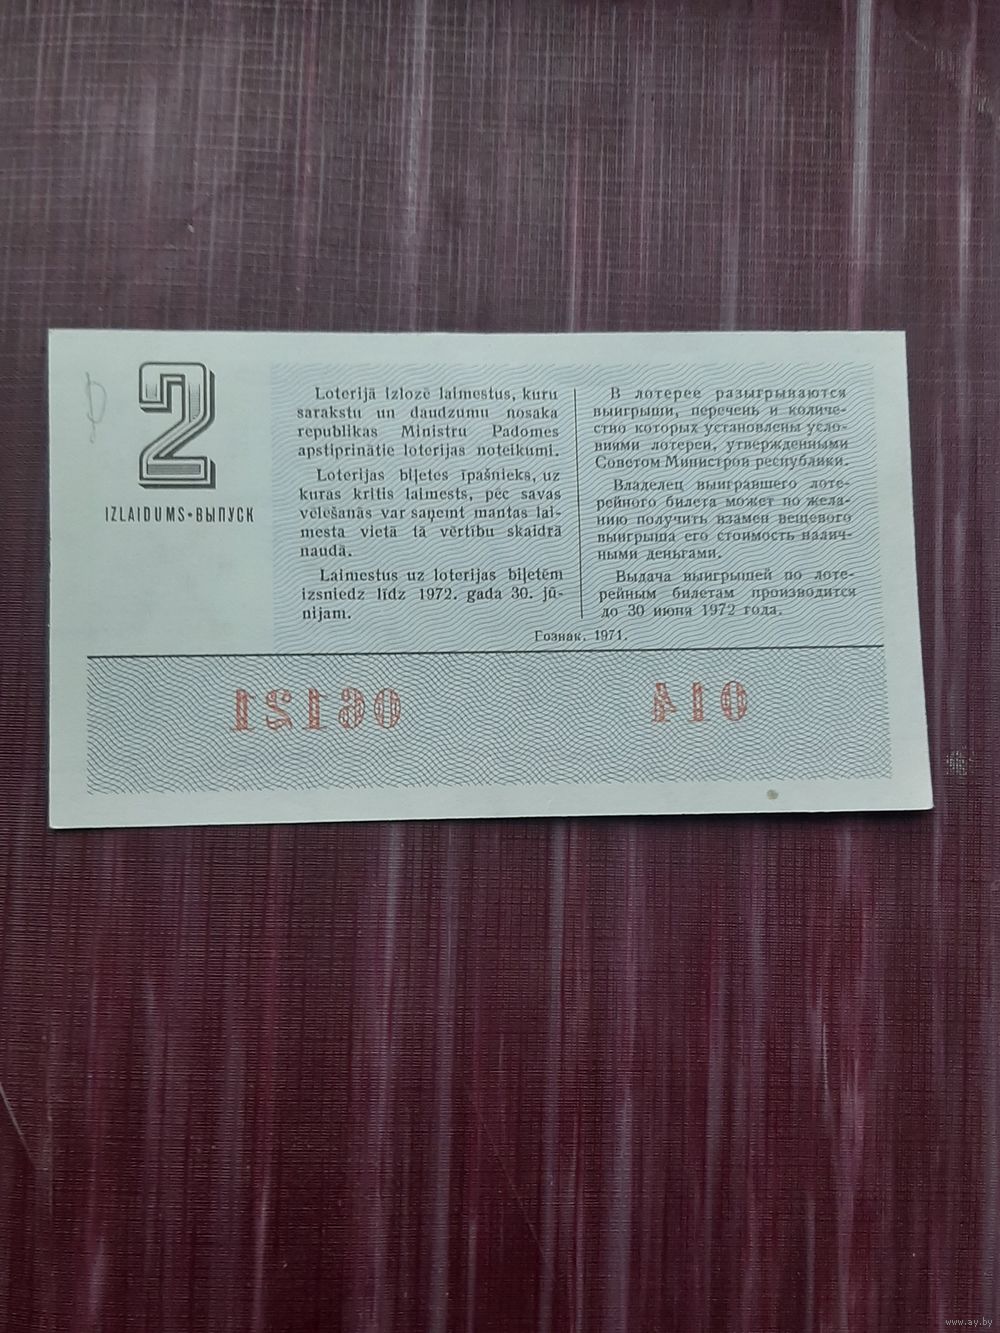 2
IZLAIDUMS • ВЫПУСК
Loterijā izlozē laimestus, kuru
sarakstu un daudzumu nosaka
republikas Ministru Padomes
apstiprinātie loterijas noteikumi.
Loterijas biļetes īpašnieks, uz
kuras kritis laimests, pēc savas
vēlēšanās var saņemt mantas lai-
mesta vietā tā vērtību skaidrā
naudā.
Laimestus uz loterijas biļetēm
izsniedz līdz 1972. gada 30. jū-
nijam.
В лотерее разыгрываются
выигрыши, перечень и количе-
ство которых установлены усло-
виями лотереи, утвержденными
Советом Министров республики.
Владелец выигравшего лоте-
рейного билета может по жела-
нию получить взамен вещевого
выигрыша его стоимость налич-
ными деньгами.
Выдача выигрышей по лоте-
рейным билетам производится
до 30 июня 1972 года.
Гознак. 1971.
06121
014
www.ay.by